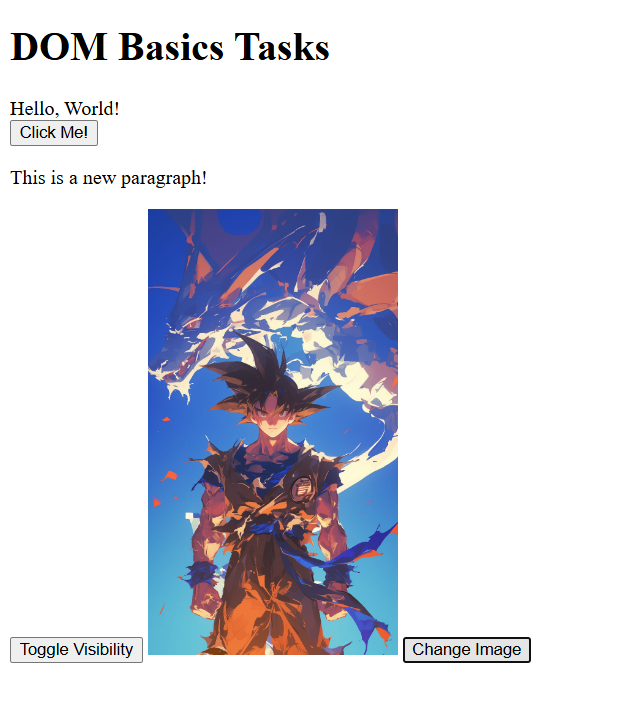 DOM Basics Tasks
Hello, World!
Click Me!
This is a new paragraph!
Toggle Visibility
Change Image